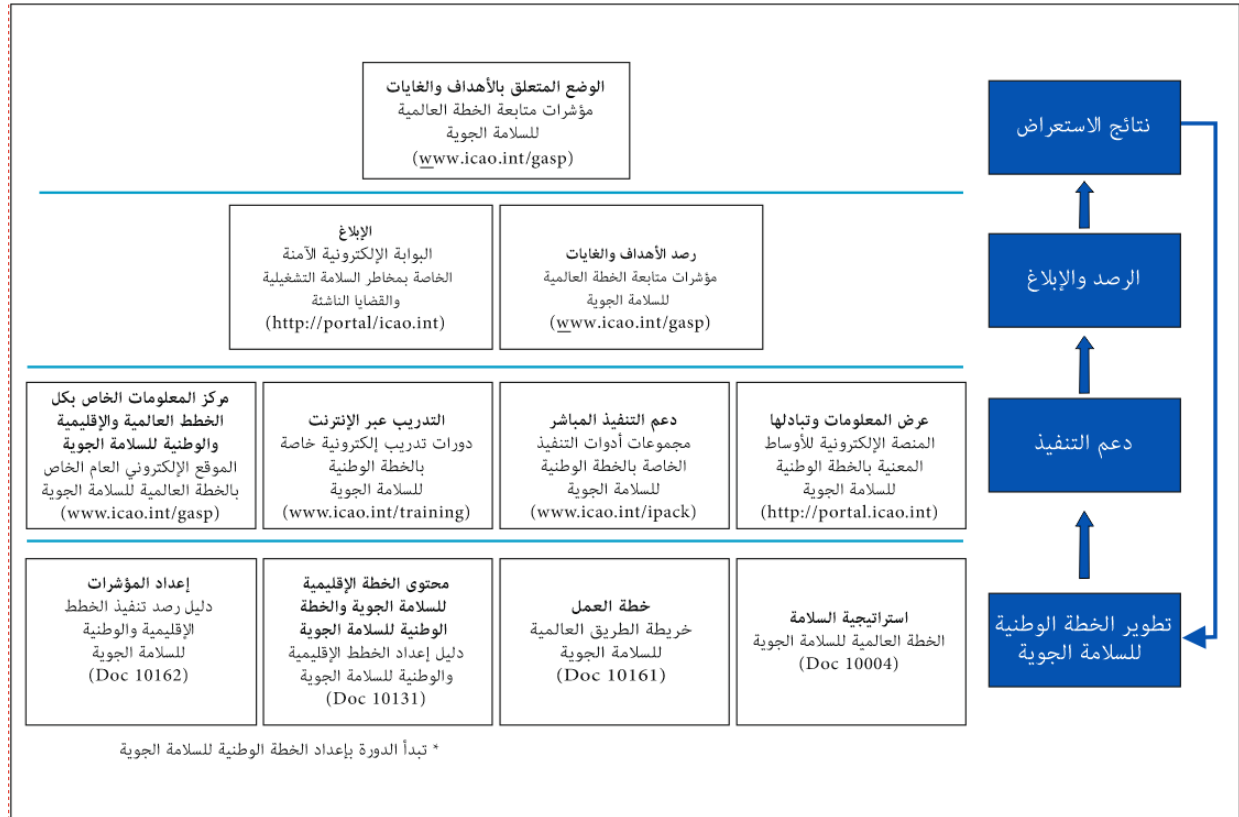 الوضع المتعلق بالأهداف والغايات
مؤشرات متابعة الخطة العالمية
للسلامة الجوية
(www.icao.int/gasp)
نتائج الاستعراض
رصد الأهداف والغايات
مؤشرات متابعة الخطة العالمية
للسلامة الجوية
(www.icao.int/gasp)
الإبلاغ
البوابة الإلكترونية الآمنة
الخاصة بمخاطر السلامة التشغيلية
والقضايا الناشئة
(http://portal/icao.int)
الرصد والإبلاغ
عرض المعلومات وتبادلها
المنصة الإلكترونية للأوساط
المعنية بالخطة الوطنية
للسلامة الجوية
(http://portal.icao.int)
دعم التنفيذ المباشر
مجموعات أدوات التنفيذ
الخاصة بالخطة الوطنية
للسلامة الجوية
(www.icao.int/ipack)
التدريب عبر الإنترنت
دورات تدريب إلكترونية خاصة
بالخطة الوطنية
للسلامة الجوية
(www.icao.int/training)
مركز المعلومات الخاص بكل
الخطط العالمية والإقليمية
والوطنية للسلامة الجوية
الموقع الإلكتروني العام الخاص
بالخطة العالمية للسلامة الجوية
(www.icao.int/gasp)
دعم التنفيذ
استراتيجية السلامة
الخطة العالمية للسلامة الجوية
(Doc 10004)
خطة العمل
خريطة الطريق العالمية
للسلامة الجوية
(Doc 10161)
محتوى الخطة الإقليمية
للسلامة الجوية والخطة
الوطنية للسلامة الجوية
دليل إعداد الخطط الإقليمية
والوطنية للسلامة الجوية
(Doc 10131)
إعداد المؤشرات
دليل رصد تنفيذ الخطط
الإقليمية والوطنية
للسلامة الجوية
(Doc 10162)
تطوير الخطة الوطنية
للسلامة الجوية
* تبدأ الدورة بإعداد الخطة الوطنية للسلامة الجوية